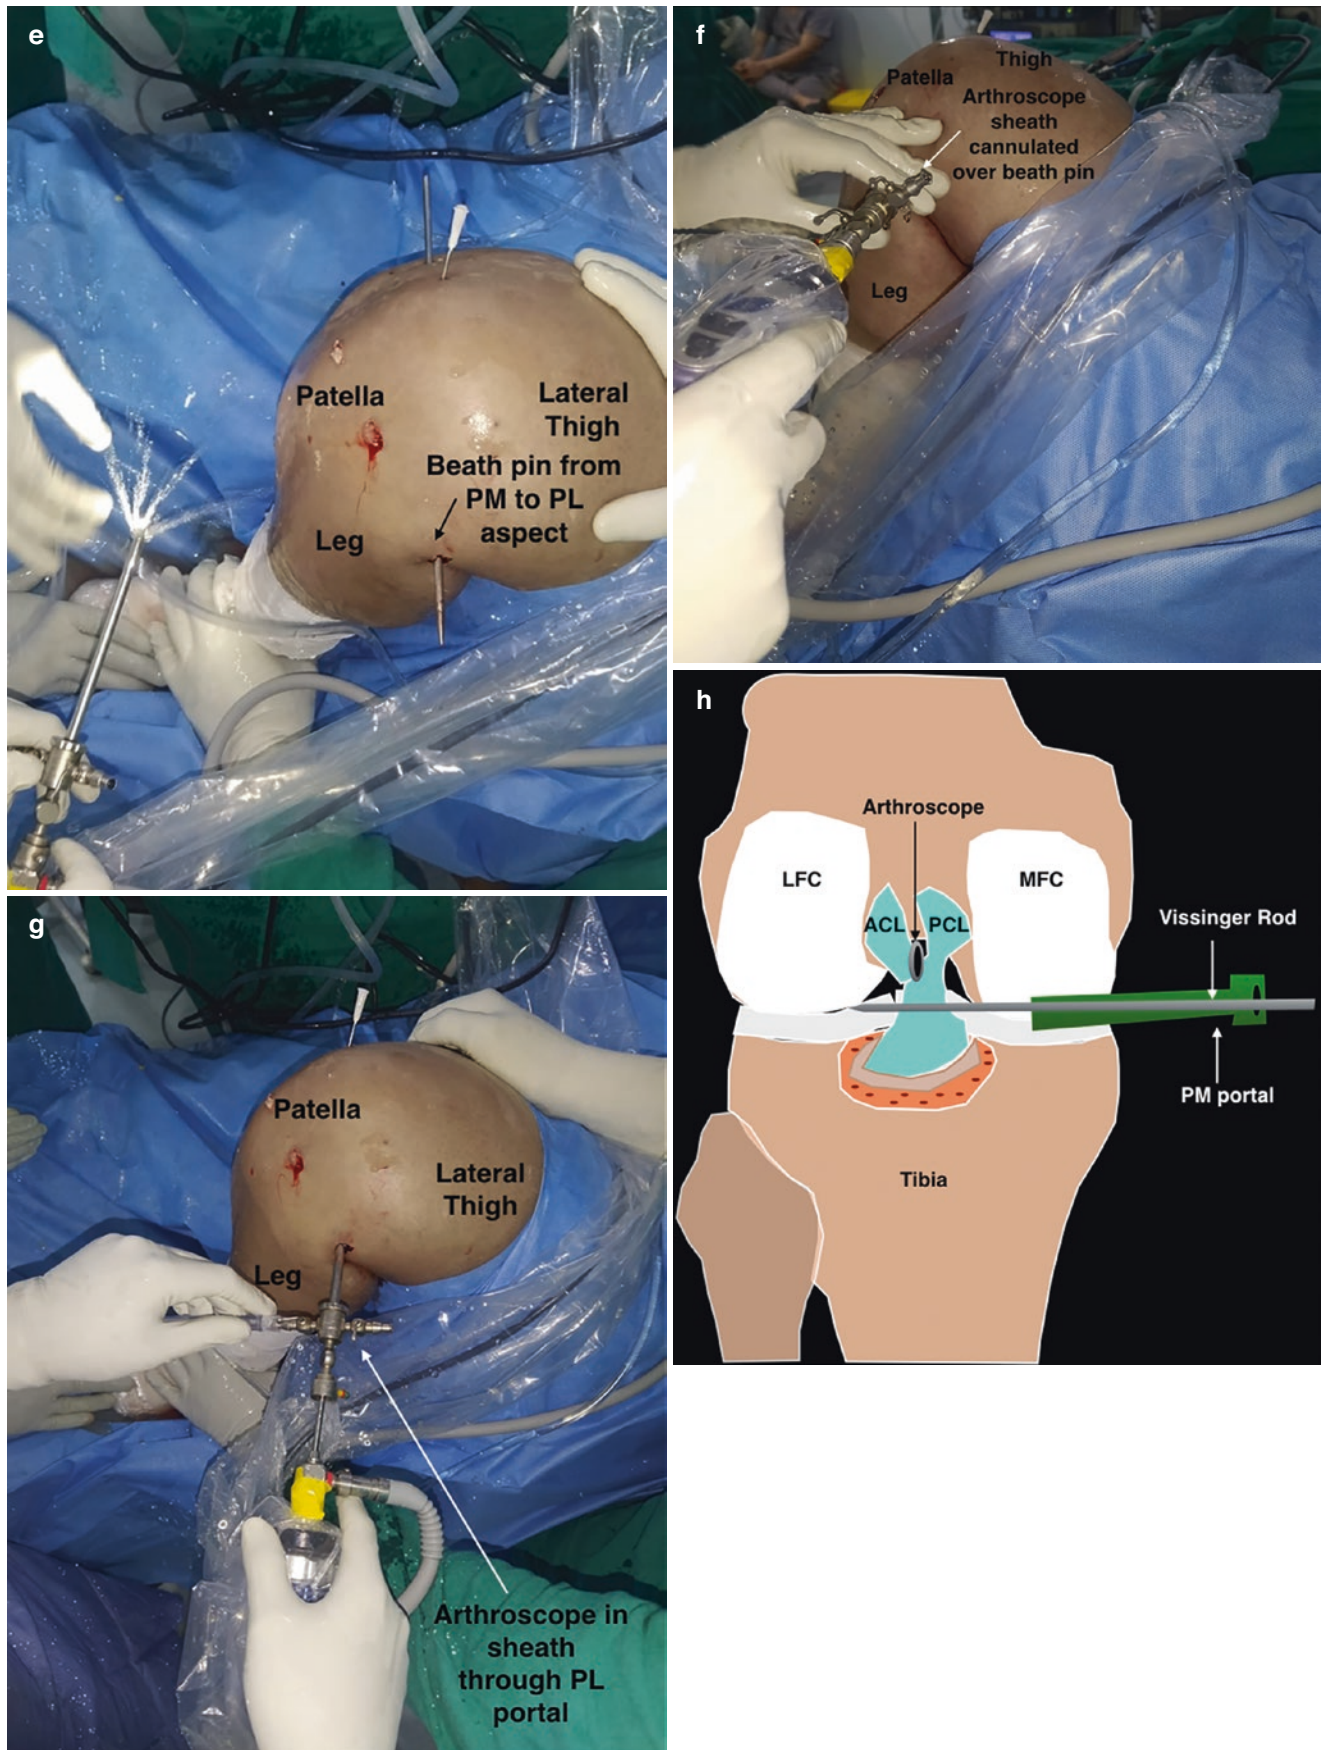 e
Patella
Lateral
Thigh
Beath pin from
PM to PL
aspect
Leg
f
Thigh
Patella
Arthroscope
sheath
cannulated
over beath pin
Leg
g
Patella
Lateral
Thigh
Leg
Arthroscope in
sheath
through PL
portal
h
Arthroscope
LFC
MFC
ACL
PCL
Vissinger Rod
PM portal
Tibia